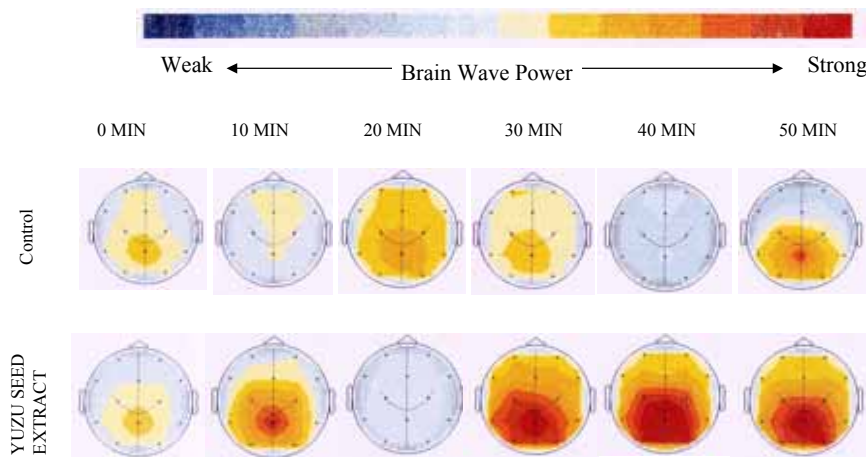 Weak Brain Wave Power Strong
0 MIN 10 MIN 20 MIN 30 MIN 40 MIN 50 MIN
Control
YUZU SEED
EXTRACT